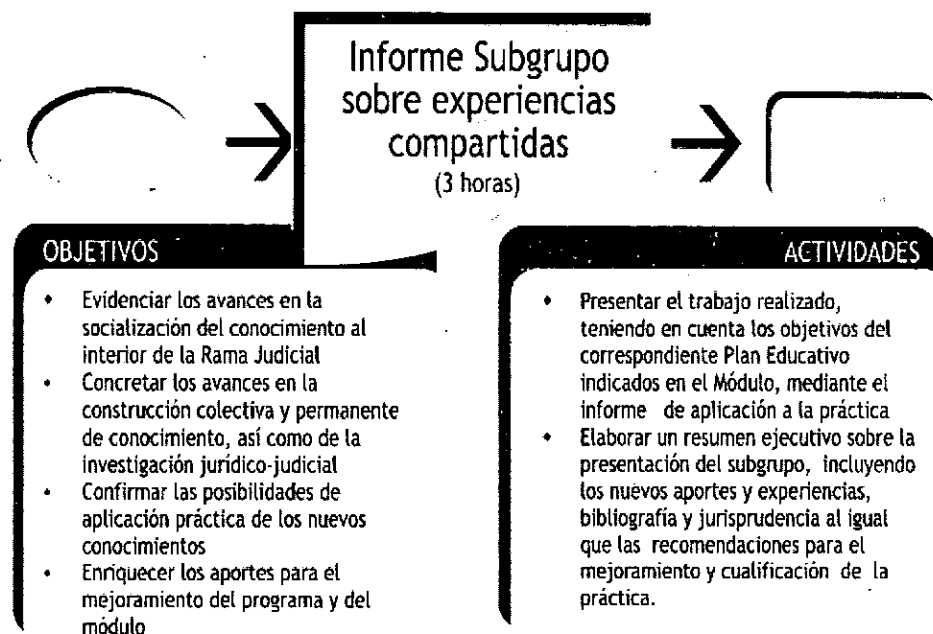 Informe Subgrupo
sobre experiencias
compartidas
(3 horas)
OBJETIVOS
• Evidenciar los avances en la
socialización del conocimiento al
interior de la Rama Judicial
• Concretar los avances en la
construcción colectiva y permanente
de conocimiento, así como de la
investigación jurídico-judicial
• Confirmar las posibilidades de
aplicación práctica de los nuevos
conocimientos
• Enriquecer los aportes para el
mejoramiento del programa y del
módulo
ACTIVIDADES
• Presentar el trabajo realizado,
teniendo en cuenta los objetivos del
correspondiente Plan Educativo
indicados en el Módulo, mediante el
informe de aplicación a la práctica
• Elaborar un resumen ejecutivo sobre la
presentación del subgrupo, incluyendo
los nuevos aportes y experiencias,
bibliografía y jurisprudencia al igual
que las recomendaciones para el
mejoramiento y cualificación de la
práctica.